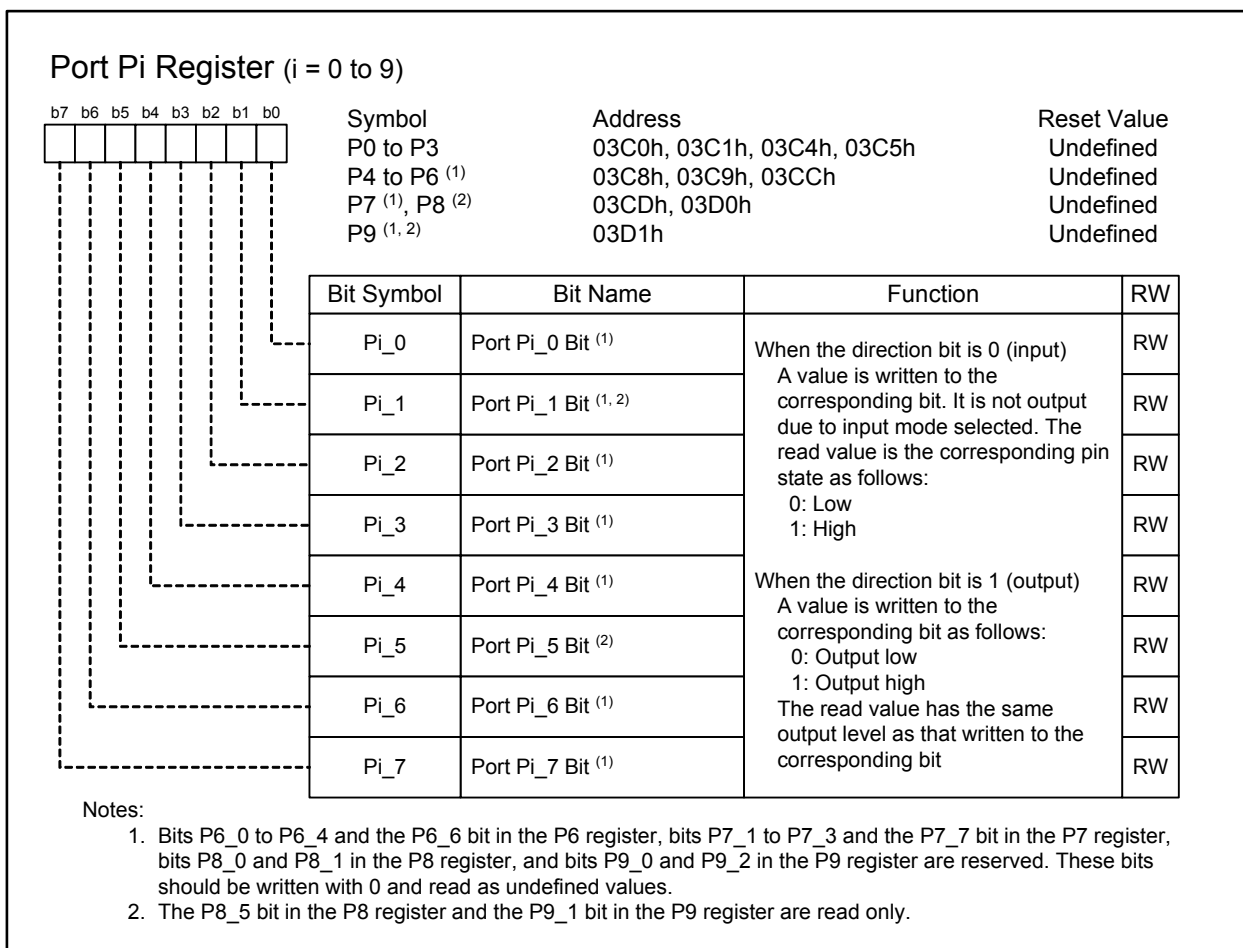 Port Pi Register (i = 0 to 9)
b7 b6 b5 b4 b3 b2 b1 b0
Symbol Address Reset Value
P0 to P3 03C0h, 03C1h, 03C4h, 03C5h Undefined
P4 to P6 (1) 03C8h, 03C9h, 03CCh Undefined
P7 (1), P8 (2) 03CDh, 03D0h Undefined
P9 (1, 2) 03D1h Undefined
Bit Symbol Bit Name Function RW
Pi_0 Port Pi_0 Bit (1) RW
Pi_1 Port Pi_1 Bit (1, 2) RW
Pi_2 Port Pi_2 Bit (1) RW
Pi_3 Port Pi_3 Bit (1) RW
Pi_4 Port Pi_4 Bit (1) RW
Pi_5 Port Pi_5 Bit (2) RW
Pi_6 Port Pi_6 Bit (1) RW
Pi_7 Port Pi_7 Bit (1) RW
When the direction bit is 0 (input)
A value is written to the
corresponding bit. It is not output
due to input mode selected. The
read value is the corresponding pin
state as follows:
0: Low
1: High
When the direction bit is 1 (output)
A value is written to the
corresponding bit as follows:
0: Output low
1: Output high
The read value has the same
output level as that written to the
corresponding bit
Notes:
1. Bits P6_0 to P6_4 and the P6_6 bit in the P6 register, bits P7_1 to P7_3 and the P7_7 bit in the P7 register,
bits P8_0 and P8_1 in the P8 register, and bits P9_0 and P9_2 in the P9 register are reserved. These bits
should be written with 0 and read as undefined values.
2. The P8_5 bit in the P8 register and the P9_1 bit in the P9 register are read only.